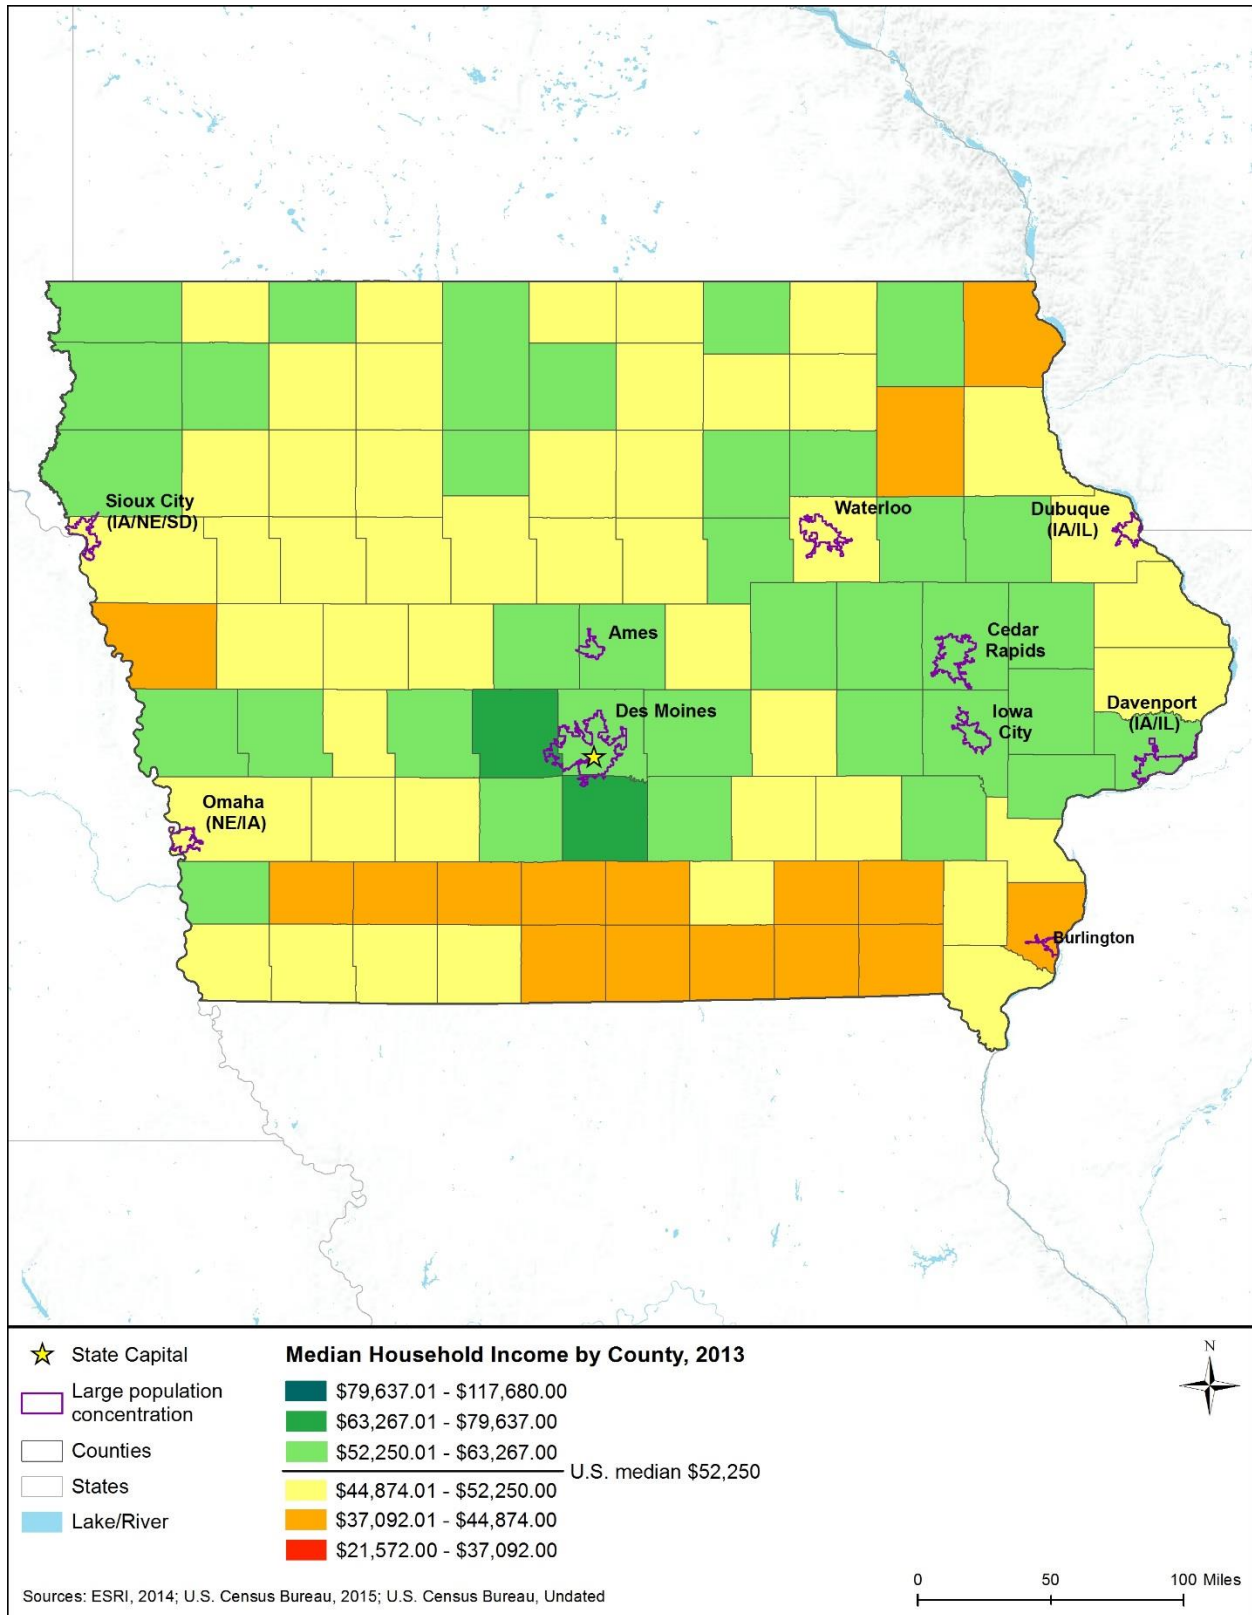 Sioux City
(IA/NE/SD)
Waterloo
Dubuque
(IA/IL)
Ames
Cedar
Rapids
Des Moines
Iowa
City
Davenport
(IA/IL)
Omaha
(NE/IA)
Burlington
State Capital
Large population
concentration
Counties
States
Lake/River
Median Household Income by County, 2013
$79,637.01 - $117,680.00
$63,267.01 - $79,637.00
$52,250.01 - $63,267.00
U.S. median $52,250
$44,874.01 - $52,250.00
$37,092.01 - $44,874.00
$21,572.00 - $37,092.00
N
0 50 100 Miles
Sources: ESRI, 2014; U.S. Census Bureau, 2015; U.S. Census Bureau, Undated